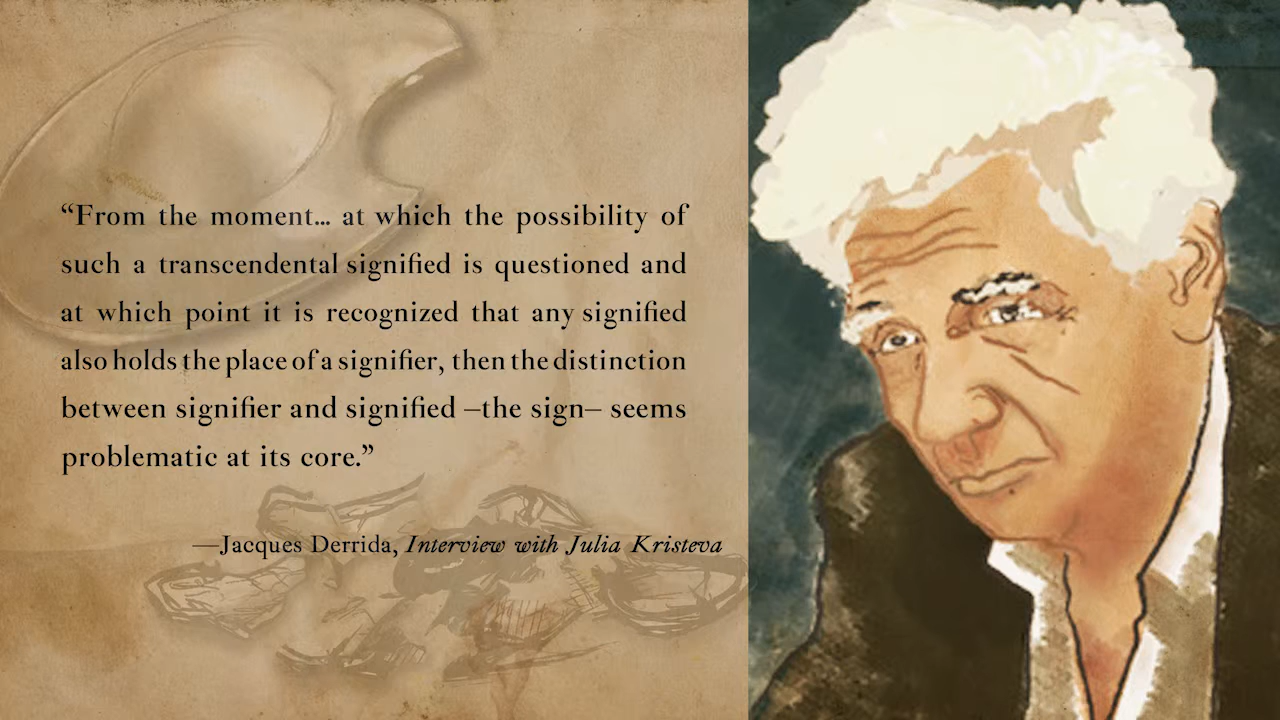 “From the moment... at which the possibility of
such a transcendental signified is questioned and
at which point it is recognized that any signified
also holds the place of a signifier, then the distinction
between signifier and signified –the sign– seems
problematic at its core.”
—Jacques Derrida, Interview with Julia Kristeva